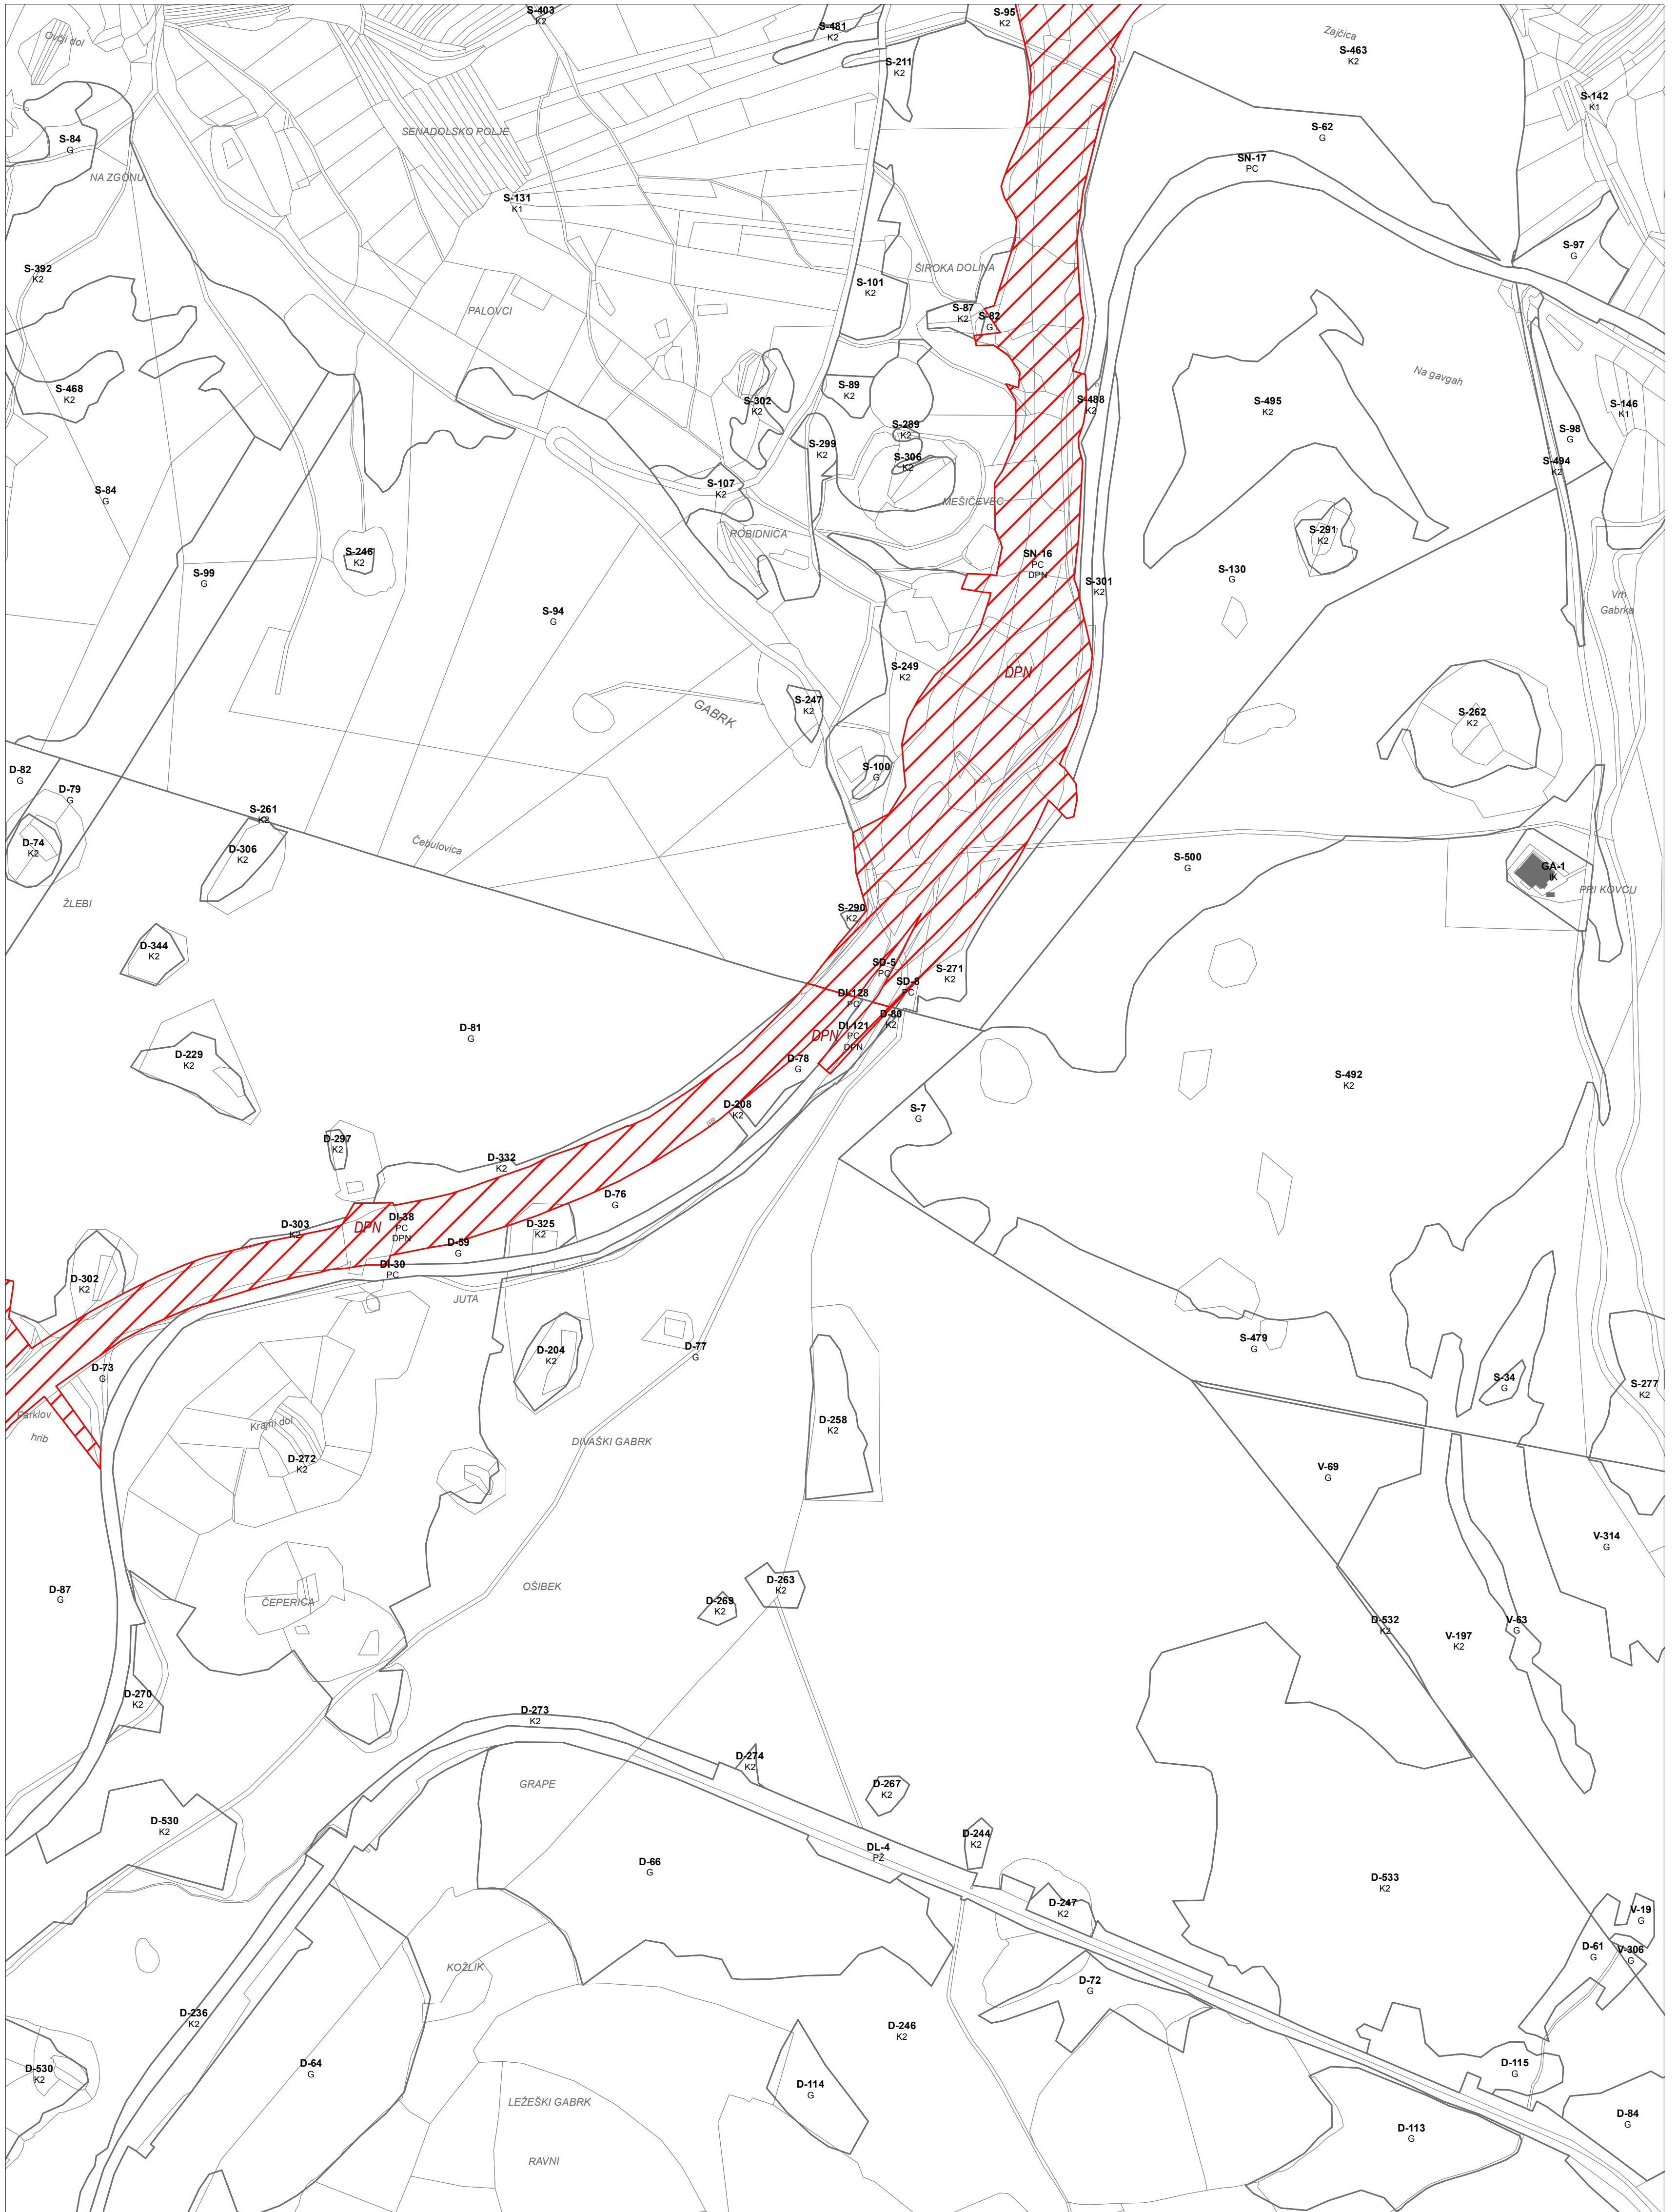 S-403
K2
S-95
K2
S-481
K2
Ovčji dol
Zajčica
S-463
K2
S-211
K2
S-142
K1
S-62
G
SENADOLSKO POLJE
S-84
G
SN-17
PC
NA ZGONU
S-131
K1
S-97
G
S-392
K2
ŠIROKA DOLINA
S-101
K2
PALOVCI
S-87
K2
S-82
G
Na gavgah
S-468
K2
S-89
K2
S-302
K2
S-488
K2
S-495
K2
S-146
K1
S-289
K2
S-98
G
S-299
K2
S-306
K2
S-494
K2
S-107
K2
S-84
G
MEŠIČEVEC
ROBIDNICA
S-291
K2
S-246
K2
SN-16
PC
DPN
S-99
G
S-130
G
S-301
K2
Vrh
Gabrka
S-94
G
S-249
K2
DPN
S-247
K2
GABRK
S-262
K2
S-100
G
D-82
G
D-79
G
S-261
K2
D-74
K2
D-306
K2
Čebulovica
S-500
G
GA-1
IK
PRI KOVCU
ŽLEBI
S-290
K2
D-344
K2
SD-5
PC
S-271
K2
SD-8
PC
DI-128
PC
D-80
K2
D-81
G
DI-121
PC
DPN
DPN
D-229
K2
D-78
G
S-492
K2
D-208
K2
S-7
G
D-297
K2
D-332
K2
D-76
G
DI-38
PC
DPN
DPN
D-303
K2
D-325
K2
D-59
G
DI-30
PC
D-302
K2
JUTA
S-479
G
D-204
K2
D-77
G
D-73
G
S-34
G
S-277
K2
Parklov
hrib
Krajni dol
D-258
K2
DIVAŠKI GABRK
D-272
K2
V-69
G
V-314
G
D-87
G
OŠIBEK
D-263
K2
ČEPERICA
D-269
K2
D-532
K2
V-63
G
V-197
K2
D-270
K2
D-273
K2
D-274
K2
GRAPE
D-267
K2
D-530
K2
D-244
K2
DL-4
PŽ
D-66
G
D-533
K2
D-247
K2
V-19
G
D-61
G
V-306
G
KOŽLIK
D-72
G
D-236
K2
D-246
K2
D-64
G
D-530
K2
D-115
G
D-114
G
LEŽEŠKI GABRK
D-84
G
D-113
G
RAVNI